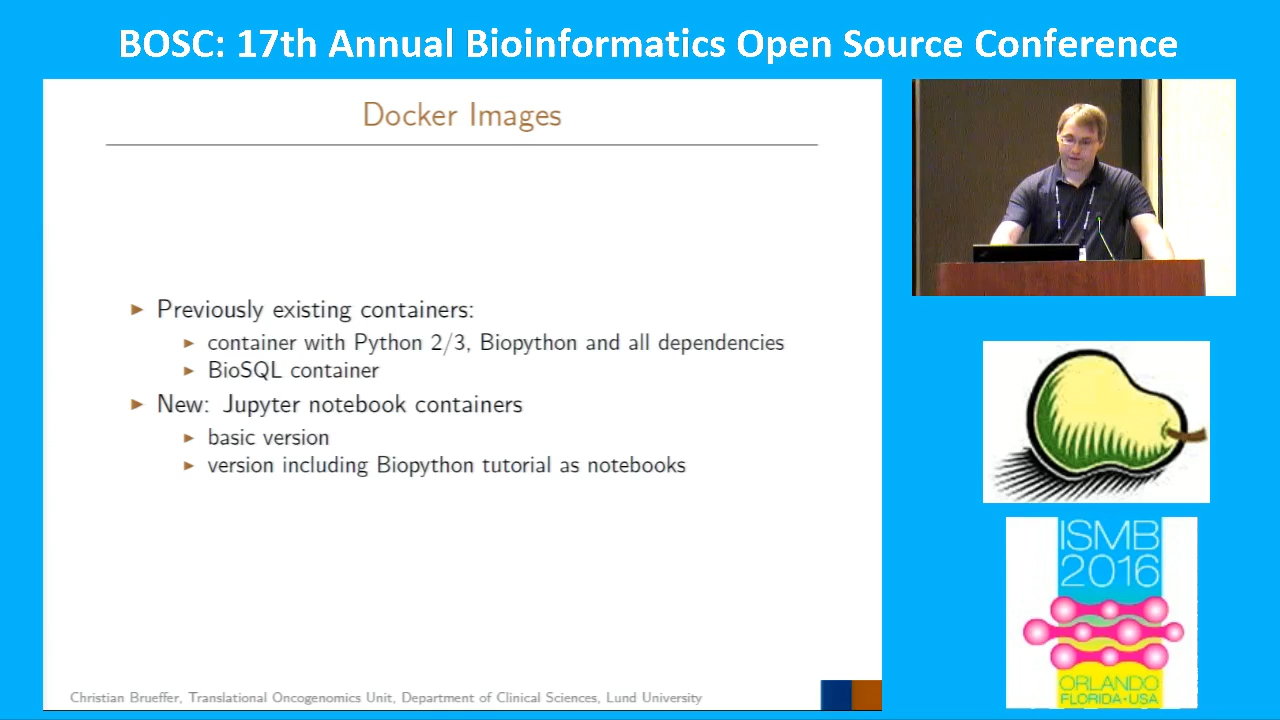 BOSC: 17th Annual Bioinformatics Open Source Conference
Docker Images
Previously existing containers:
container with Python 2/3, Biopython and all dependencies
BioSQL container
New: Jupyter notebook containers
basic version
version including Biopython tutorial as notebooks
Christian Brueffer, Translational Oncogenomics Unit, Department of Clinical Sciences, Lund University
ISMB
2016
ORLANDO
FLORIDA•USA